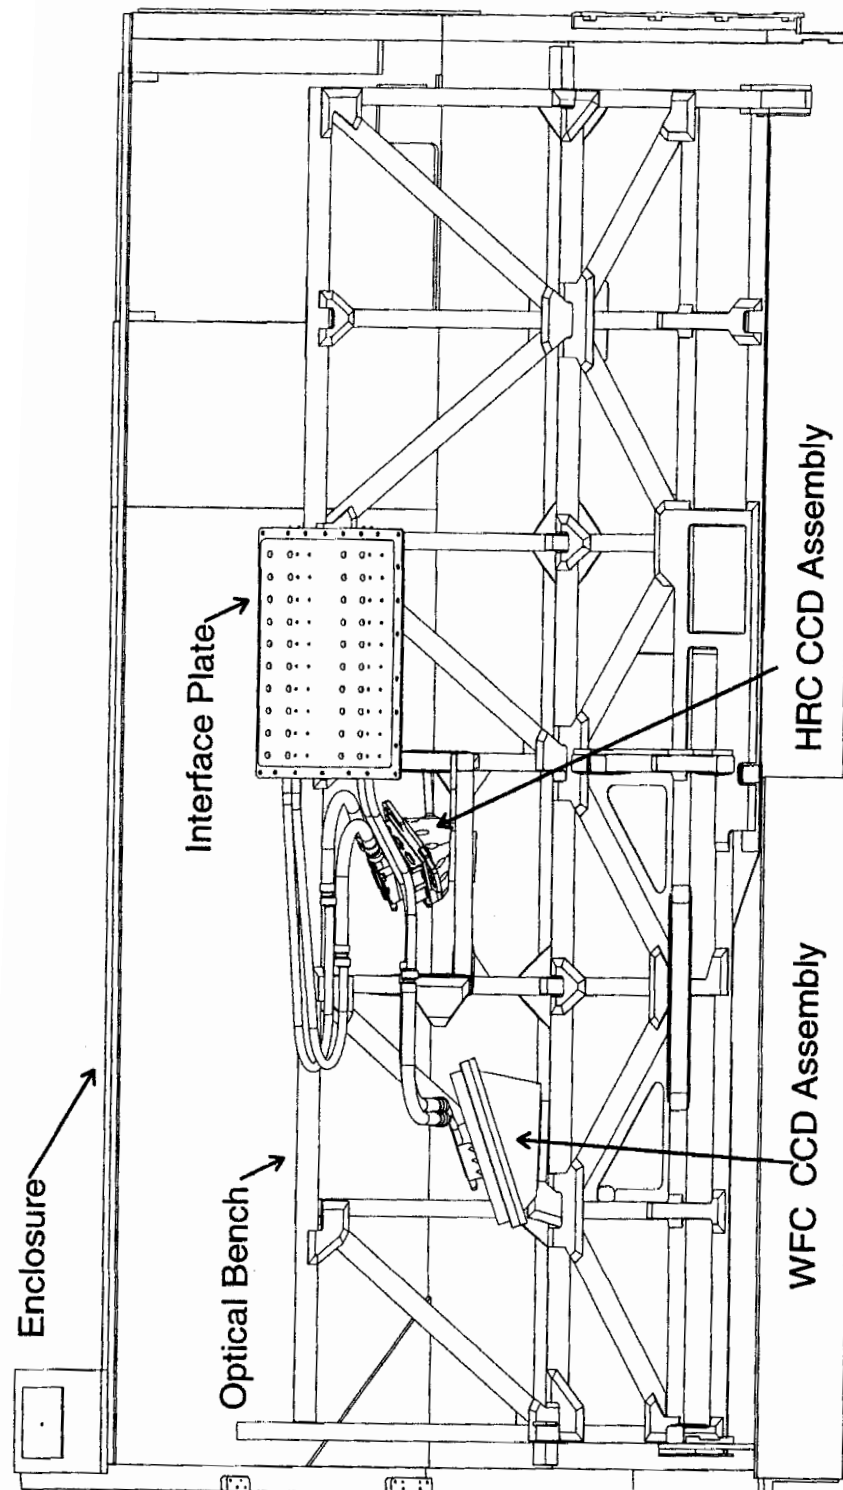 Enclosure
Optical Bench
Interface Plate
WFC CCD Assembly
HRC CCD Assembly